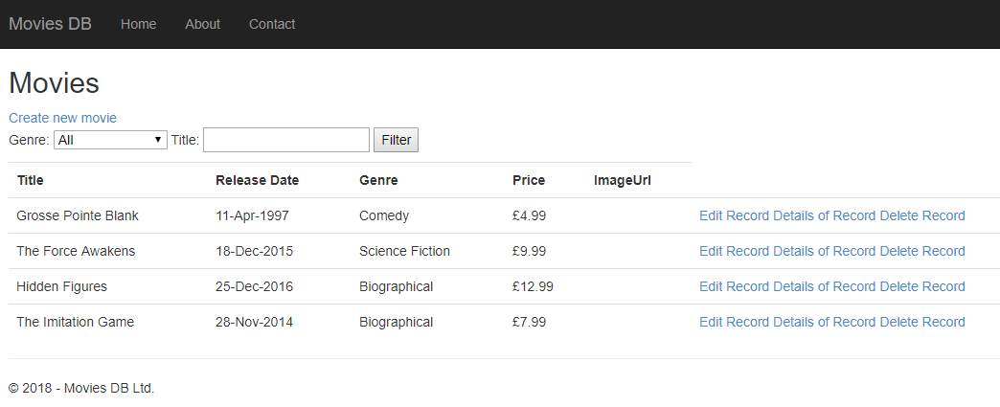 Movies DB Home About Contact
Movies
Create new movie
Genre: All Title: Filter
Title Release Date Genre Price ImageUrl
Grosse Pointe Blank 11-Apr-1997 Comedy £4.99 Edit Record Details of Record Delete Record
The Force Awakens 18-Dec-2015 Science Fiction £9.99 Edit Record Details of Record Delete Record
Hidden Figures 25-Dec-2016 Biographical £12.99 Edit Record Details of Record Delete Record
The Imitation Game 28-Nov-2014 Biographical £7.99 Edit Record Details of Record Delete Record
© 2018 - Movies DB Ltd.